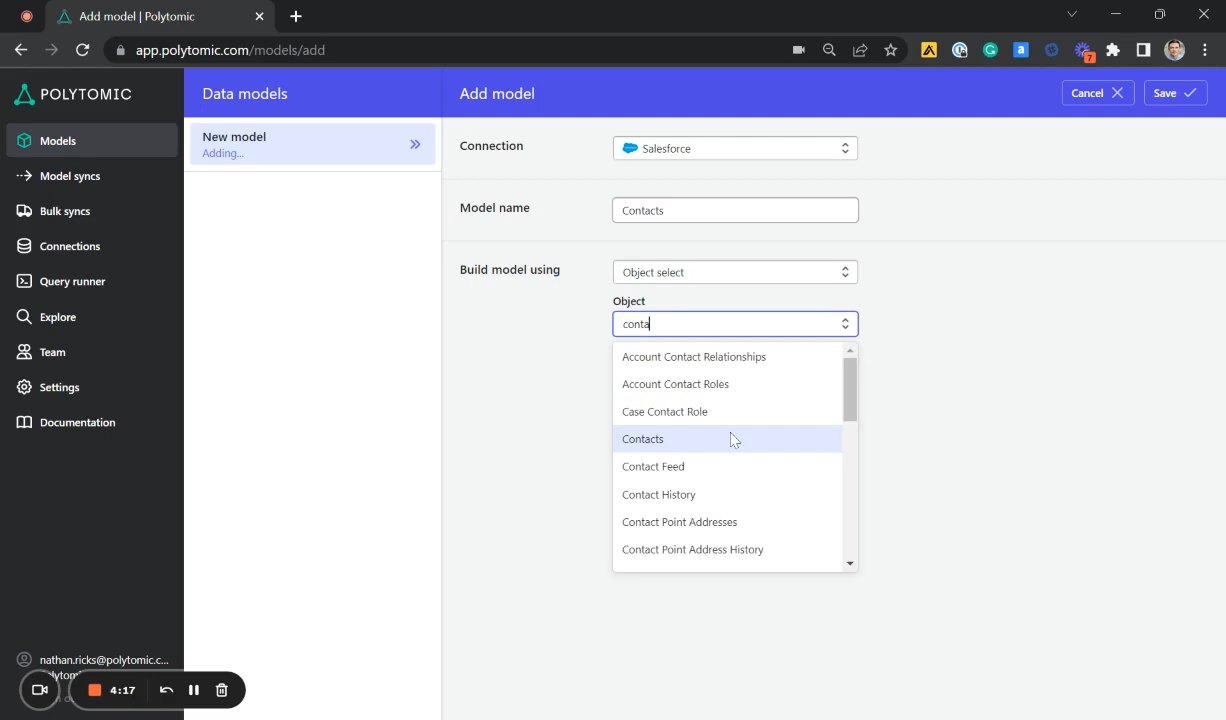 Add model | Polytomic
app.polytomic.com/models/add
7
POLYTOMIC
Data models
Add model
Cancel
Save
Models
Model syncs
Bulk syncs
Connections
Query runner
Explore
Team
Settings
Documentation
New model
Adding...
Connection
Salesforce
Model name
Contacts
Build model using
Object select
Object
conta
Account Contact Relationships
Account Contact Roles
Case Contact Role
Contacts
Contact Feed
Contact History
Contact Point Addresses
Contact Point Address History
nathan.ricks@polytomic.c...
4:17